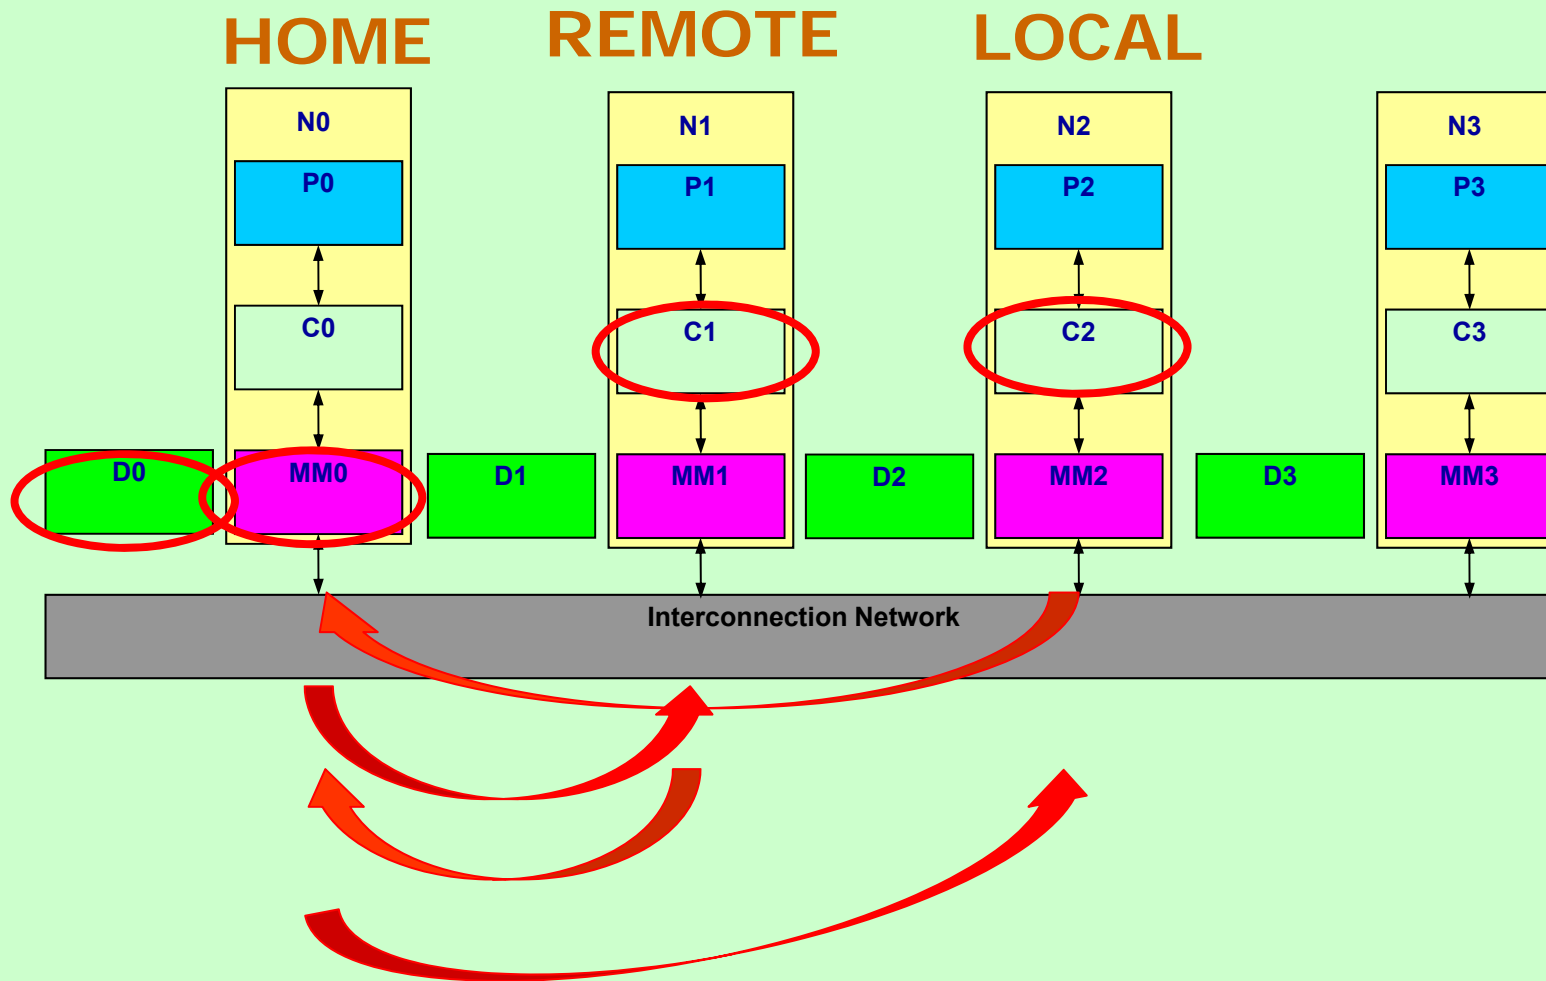 HOME REMOTE LOCAL
N0 N1 N2 N3
P0 P1 P2 P3
C0 C1 C2 C3
D0 MM0 D1 MM1 D2 MM2 D3 MM3
Interconnection Network